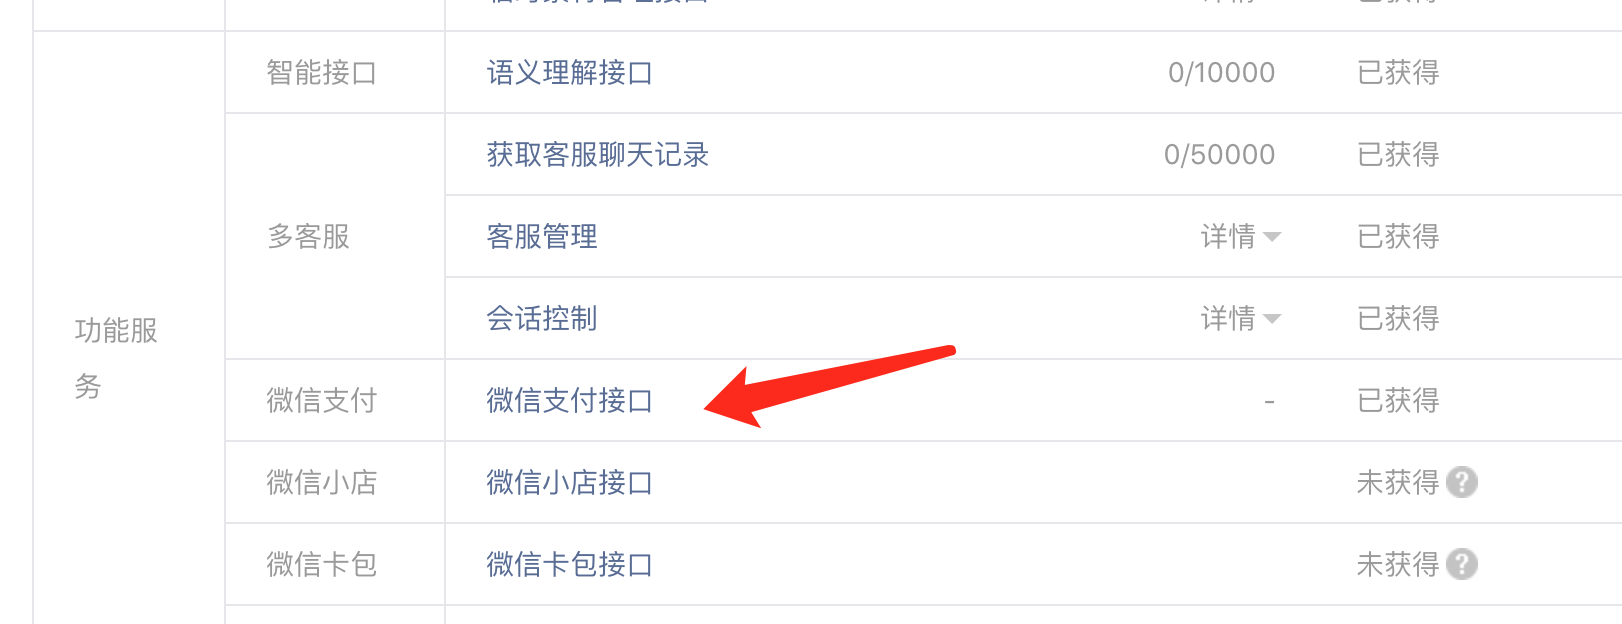 智能接口 语义理解接口 0/10000 已获得
获取客服聊天记录 0/50000 已获得
多客服 客服管理 详情 已获得
会话控制 详情 已获得
功能服
务
微信支付 微信支付接口 - 已获得
微信小店 微信小店接口 未获得 ?
微信卡包 微信卡包接口 未获得 ?